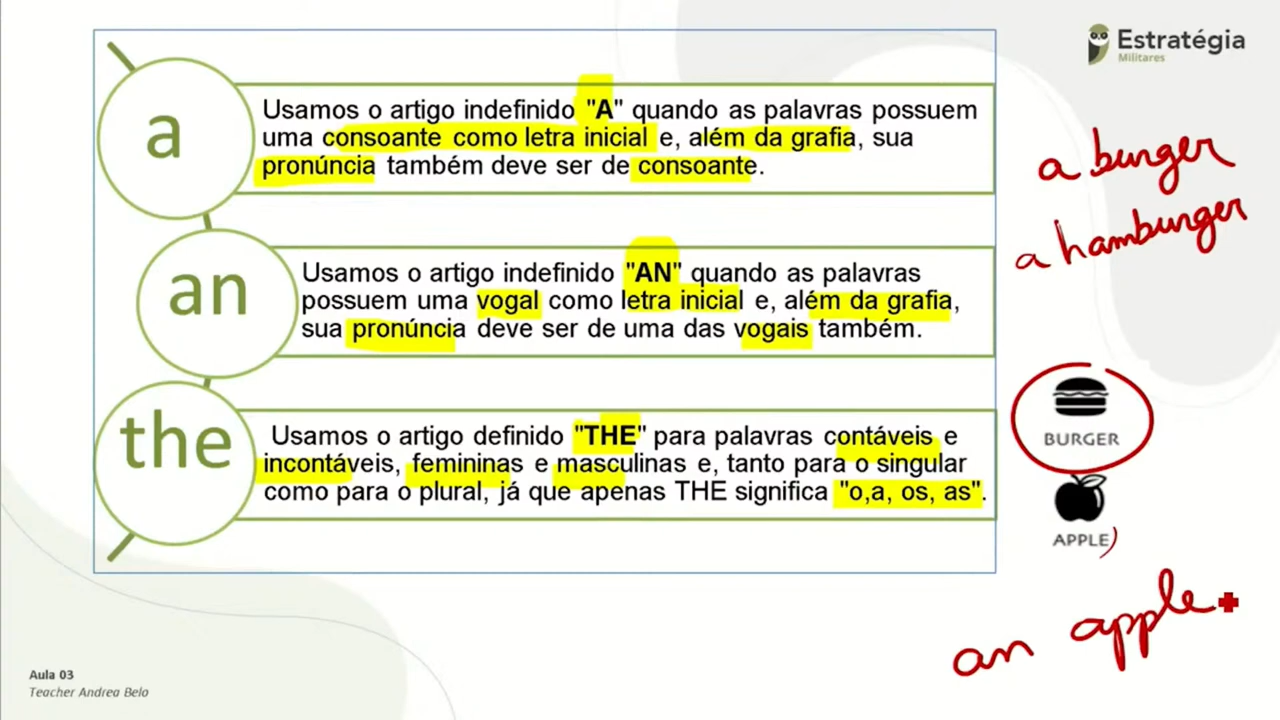 Estratégia
Militares
a
Usamos o artigo indefinido "A" quando as palavras possuem
uma consoante como letra inicial e, além da grafia, sua
pronúncia também deve ser de consoante.
a burger
a hamburger
an
Usamos o artigo indefinido "AN" quando as palavras
possuem uma vogal como letra inicial e, além da grafia,
sua pronúncia deve ser de uma das vogais também.
the
Usamos o artigo definido "THE" para palavras contáveis e
incontáveis, femininas e masculinas e, tanto para o singular
como para o plural, já que apenas THE significa "o,a, os, as".
BURGER
APPLE
an apple
Aula 03
Teacher Andrea Belo